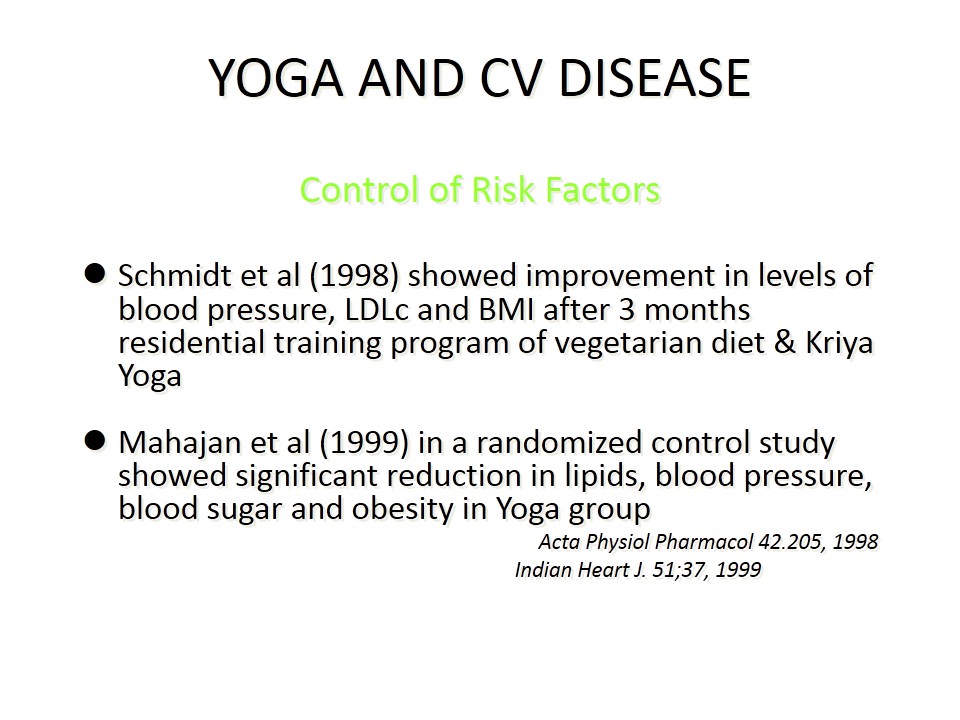 YOGA AND CV DISEASE
Control of Risk Factors
● Schmidt et al (1998) showed improvement in levels of
blood pressure, LDLc and BMI after 3 months
residential training program of vegetarian diet & Kriya
Yoga
● Mahajan et al (1999) in a randomized control study
showed significant reduction in lipids, blood pressure,
blood sugar and obesity in Yoga group
Acta Physiol Pharmacol 42.205, 1998
Indian Heart J. 51;37, 1999